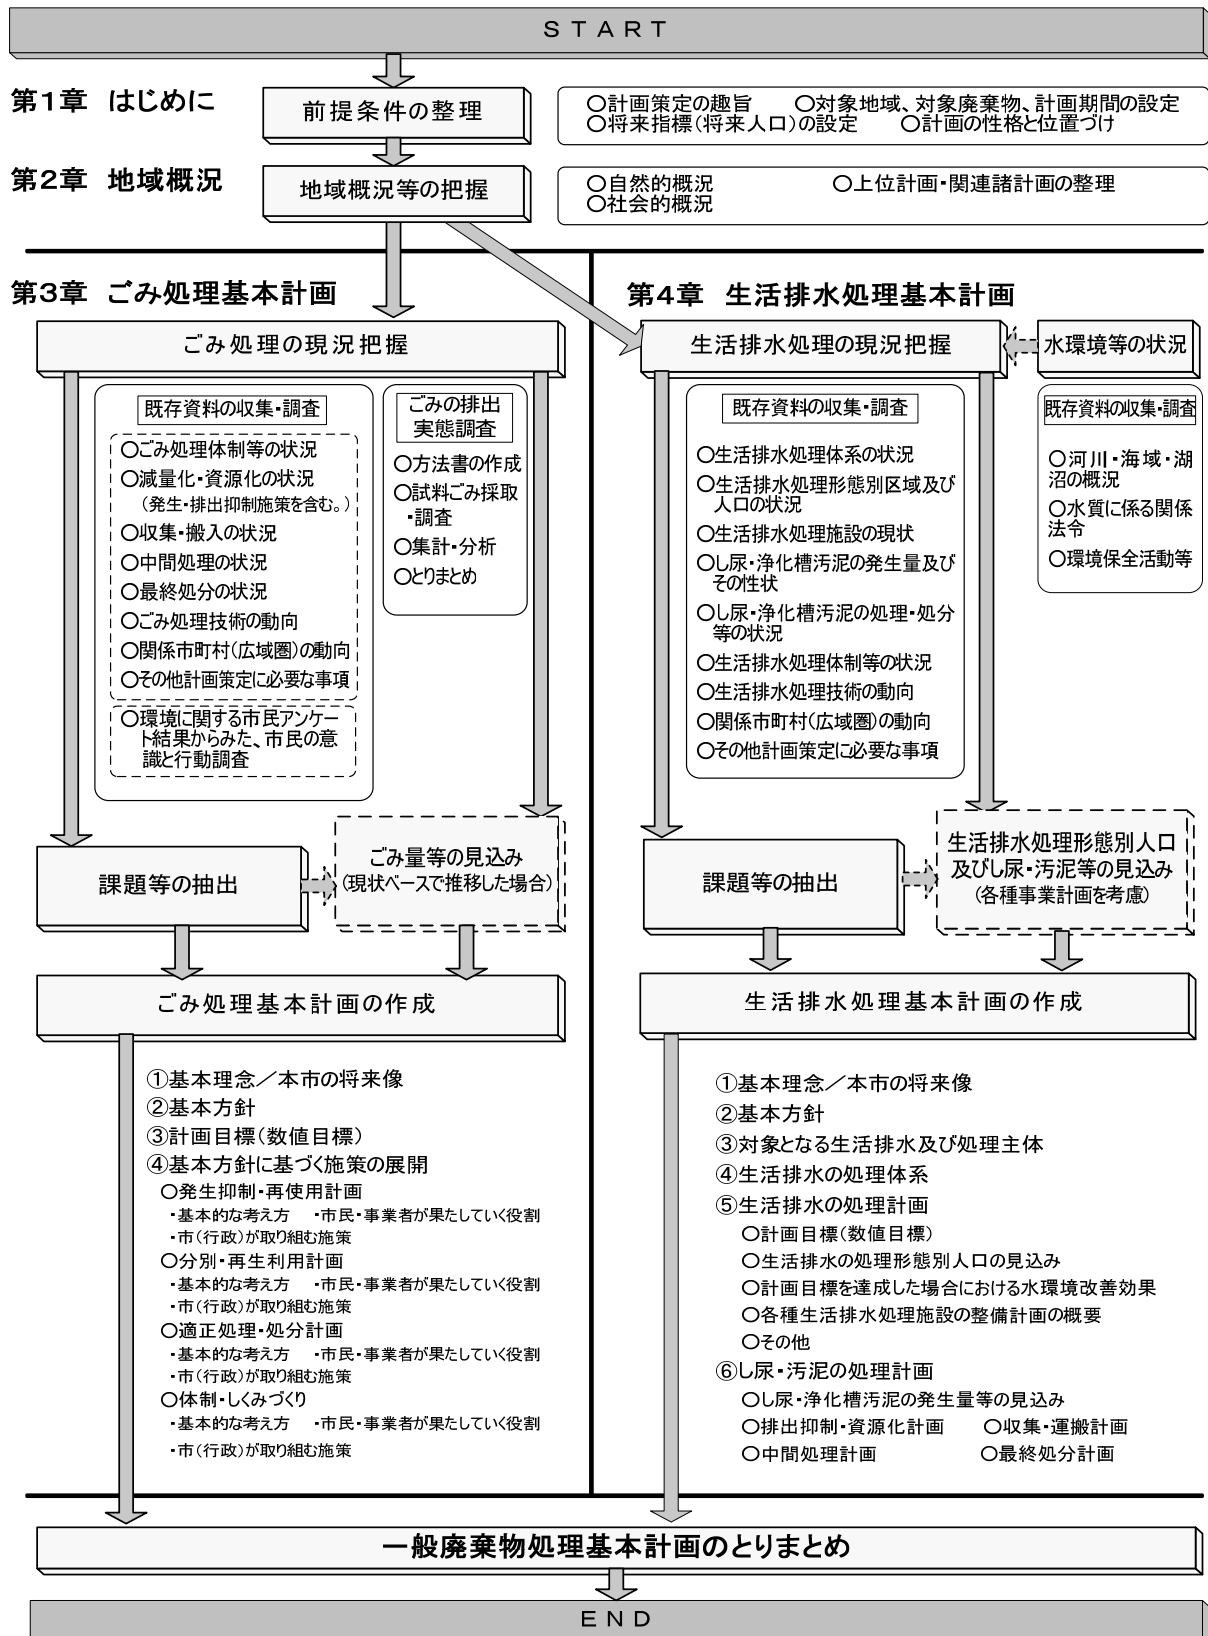 START
第1章 はじめに
前提条件の整理
○計画策定の趣旨 ○対象地域、対象廃棄物、計画期間の設定
○将来指標(将来人口)の設定 ○計画の性格と位置づけ
第2章 地域概況
地域概況等の把握
○自然的概況 ○上位計画・関連諸計画の整理
○社会的概況
第3章 ごみ処理基本計画
ごみ処理の現況把握
既存資料の収集・調査
○ごみ処理体制等の状況
○減量化・資源化の状況
(発生・排出抑制施策を含む。)
○収集・搬入の状況
○中間処理の状況
○最終処分の状況
○ごみ処理技術の動向
○関係市町村(広域圏)の動向
○その他計画策定に必要な事項
○環境に関する市民アンケー
ト結果からみた、市民の意
識と行動調査
ごみの排出
実態調査
○方法書の作成
○試料ごみ採取
・調査
○集計・分析
○とりまとめ
課題等の抽出
ごみ量等の見込み
(現状ベースで推移した場合)
ごみ処理基本計画の作成
①基本理念/本市の将来像
②基本方針
③計画目標(数値目標)
④基本方針に基づく施策の展開
○発生抑制・再使用計画
・基本的な考え方 ・市民・事業者が果たしていく役割
・市(行政)が取り組む施策
○分別・再生利用計画
・基本的な考え方 ・市民・事業者が果たしていく役割
・市(行政)が取り組む施策
○適正処理・処分計画
・基本的な考え方 ・市民・事業者が果たしていく役割
・市(行政)が取り組む施策
○体制・しくみづくり
・基本的な考え方 ・市民・事業者が果たしていく役割
・市(行政)が取り組む施策
第4章 生活排水処理基本計画
生活排水処理の現況把握
水環境等の状況
既存資料の収集・調査
○生活排水処理体系の状況
○生活排水処理形態別区域及び
人口の状況
○生活排水処理施設の現状
○し尿・浄化槽汚泥の発生量及び
その性状
○し尿・浄化槽汚泥の処理・処分
等の状況
○生活排水処理体制等の状況
○生活排水処理技術の動向
○関係市町村(広域圏)の動向
○その他計画策定に必要な事項
既存資料の収集・調査
○河川・海域・湖
沼の概況
○水質に係る関係
法令
○環境保全活動等
課題等の抽出
生活排水処理形態別人口
及びし尿・汚泥等の見込み
(各種事業計画を考慮)
生活排水処理基本計画の作成
①基本理念/本市の将来像
②基本方針
③対象となる生活排水及び処理主体
④生活排水の処理体系
⑤生活排水の処理計画
○計画目標(数値目標)
○生活排水の処理形態別人口の見込み
○計画目標を達成した場合における水環境改善効果
○各種生活排水処理施設の整備計画の概要
○その他
⑥し尿・汚泥の処理計画
○し尿・浄化槽汚泥の発生量等の見込み
○排出抑制・資源化計画 ○収集・運搬計画
○中間処理計画 ○最終処分計画
一般廃棄物処理基本計画のとりまとめ
END